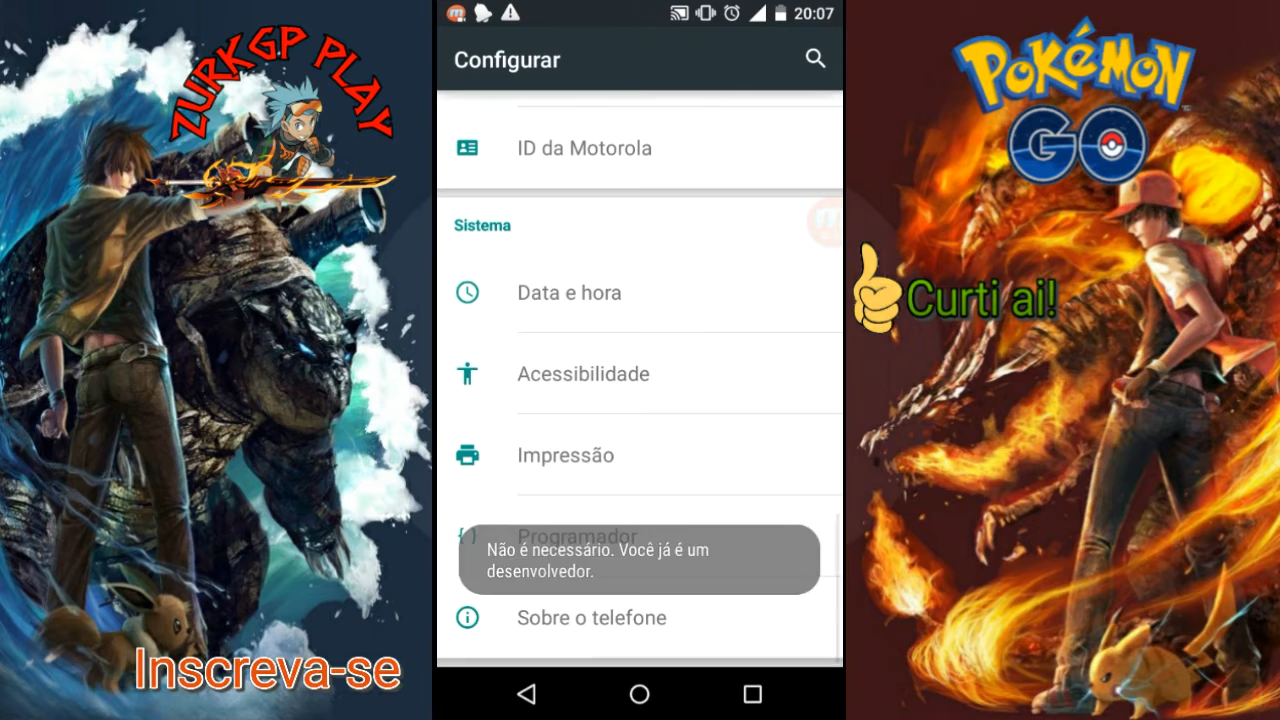 ZURKGP PLAY
Inscreva-se
20:07
Configurar
ID da Motorola
Sistema
Data e hora
Acessibilidade
Impressão
{ } Programador
Não é necessário. Você já é um
desenvolvedor.
Sobre o telefone
POKÉMON
GO
Curti ai!